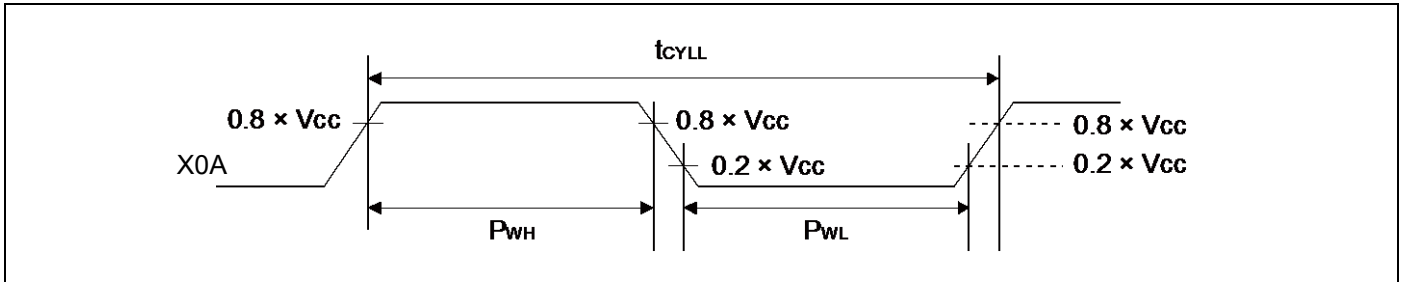 tCYLL
0.8 × Vcc
0.8 × Vcc
0.8 × Vcc
X0A
0.2 × Vcc
0.2 × Vcc
PWH
PWL